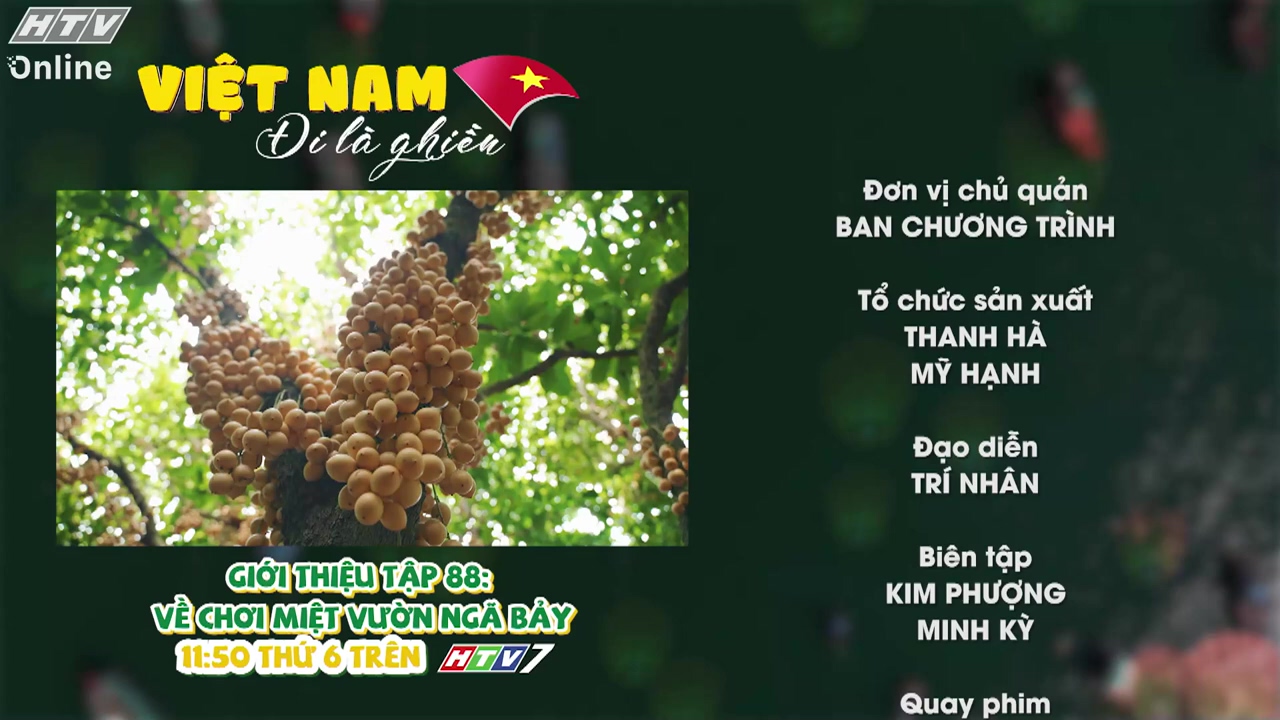 HTV
Online
VIỆT NAM
Đi là ghiền
GIỚI THIỆU TẬP 88:
VỀ CHƠI MIỆT VƯỜN NGÃ BẢY
11:50 THỨ 6 TRÊN HTV7
Đơn vị chủ quản
BAN CHƯƠNG TRÌNH
Tổ chức sản xuất
THANH HÀ
MỸ HẠNH
Đạo diễn
TRÍ NHÂN
Biên tập
KIM PHƯỢNG
MINH KỲ
Quay phim